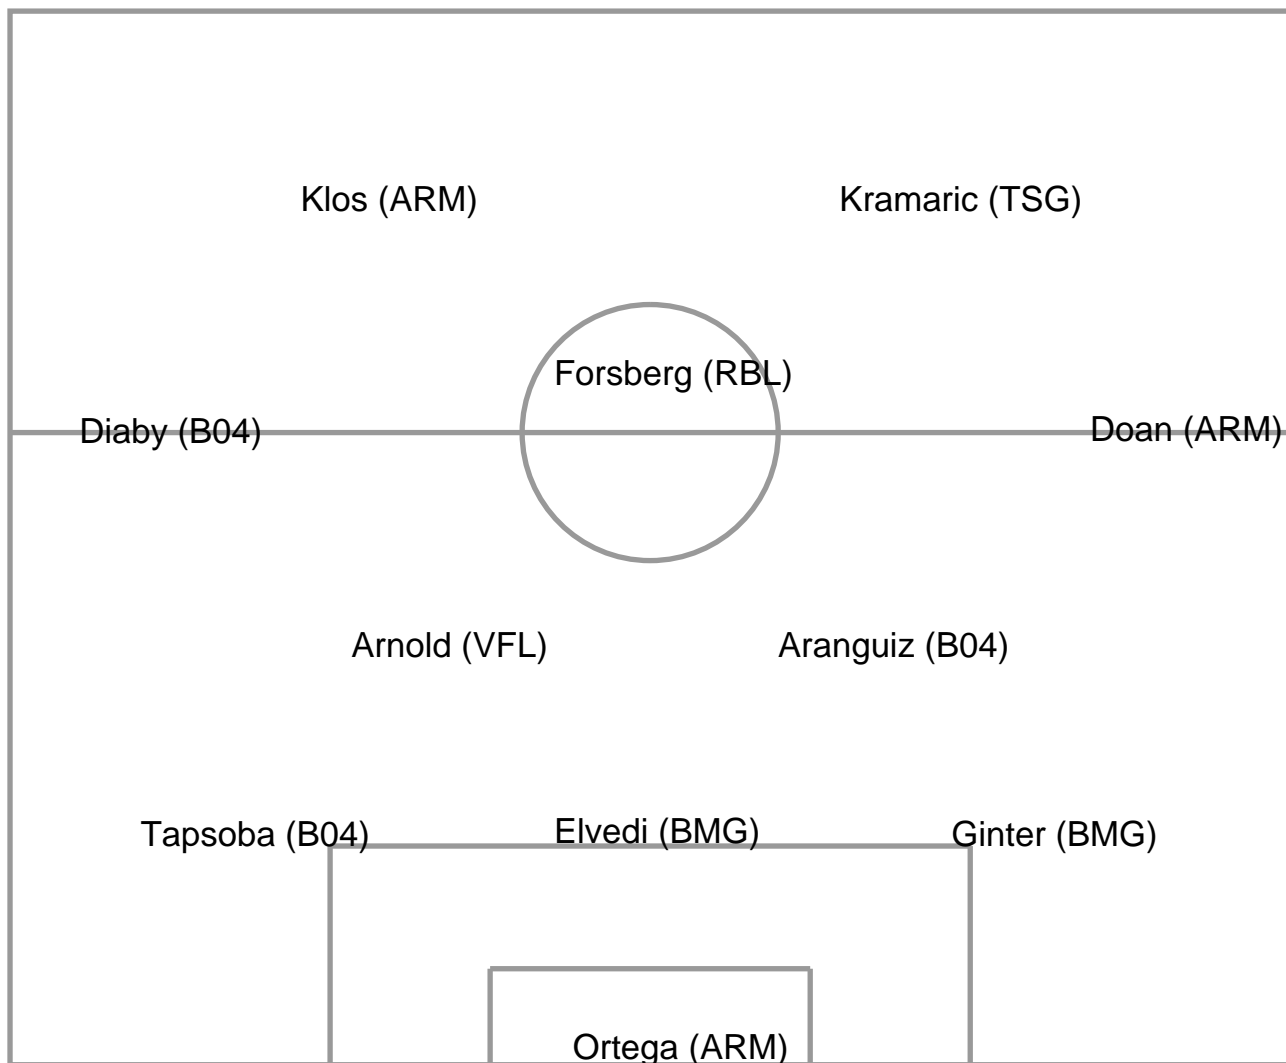 Klos (ARM)
Kramaric (TSG)
Forsberg (RBL)
Diaby (B04)
Doan (ARM)
Arnold (VFL)
Aranguiz (B04)
Tapsoba (B04)
Elvedi (BMG)
Ginter (BMG)
Ortega (ARM)